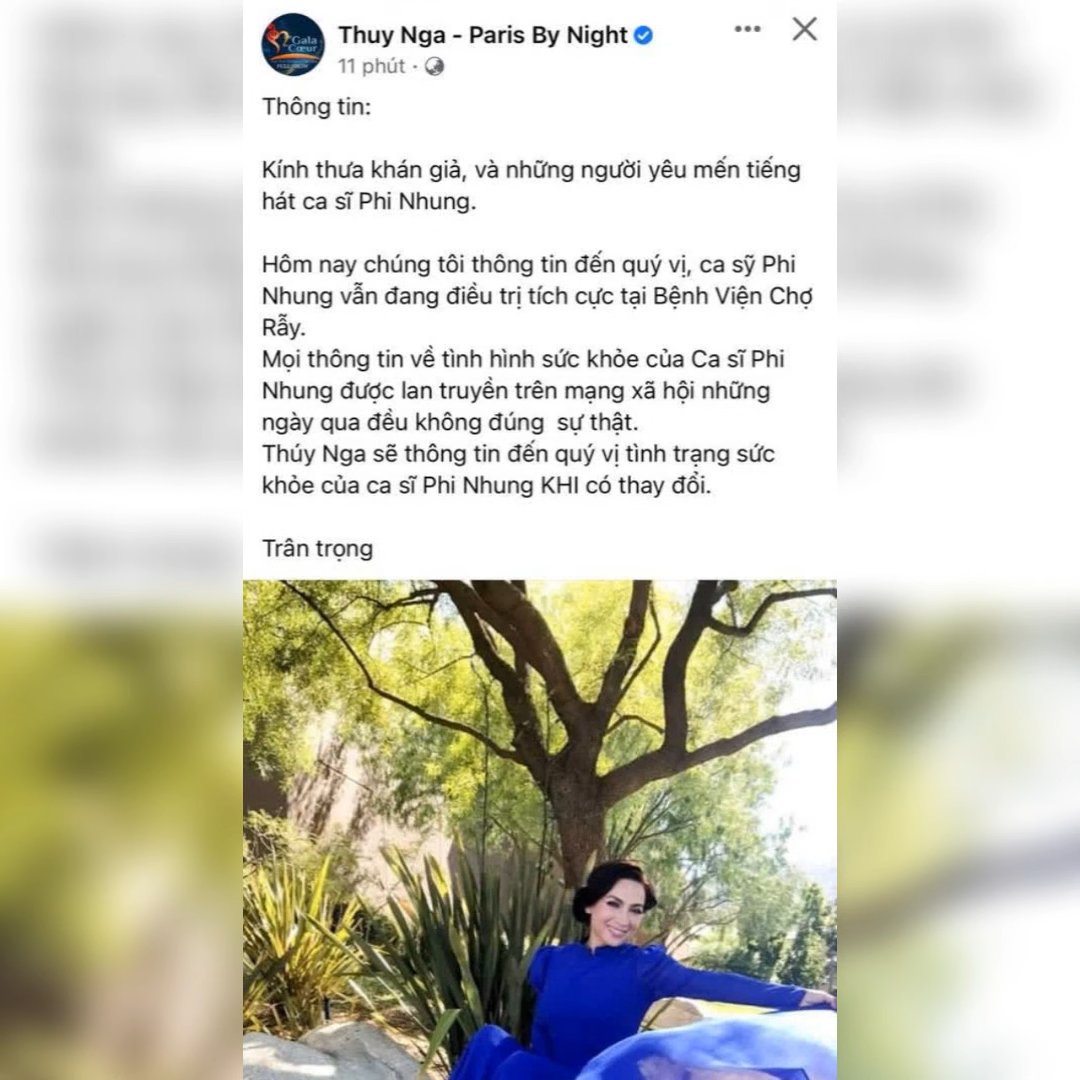 Gala
Cœur
Thuy Nga - Paris By Night
11 phút ·
Thông tin:
Kính thưa khán giả, và những người yêu mến tiếng
hát ca sĩ Phi Nhung.
Hôm nay chúng tôi thông tin đến quý vị, ca sỹ Phi
Nhung vẫn đang điều trị tích cực tại Bệnh Viện Chợ
Rẫy.
Mọi thông tin về tình hình sức khỏe của Ca sĩ Phi
Nhung được lan truyền trên mạng xã hội những
ngày qua đều không đúng  sự thật.
Thúy Nga sẽ thông tin đến quý vị tình trạng sức
khỏe của ca sĩ Phi Nhung KHI có thay đổi.
Trân trọng